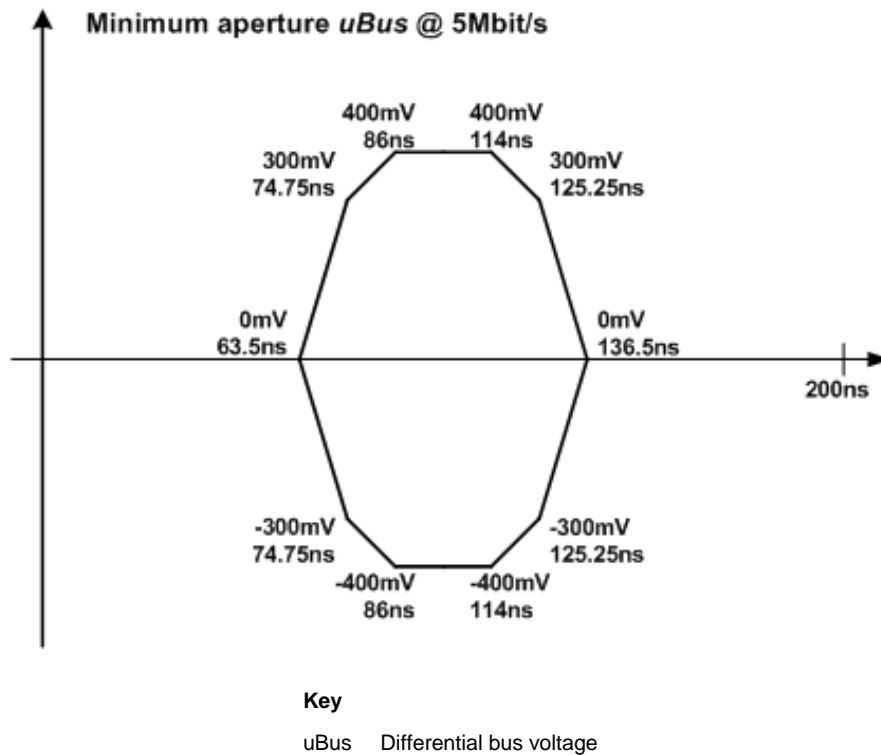 Minimum aperture uBus @ 5Mbit/s
400mV
86ns
400mV
114ns
300mV
74.75ns
300mV
125.25ns
0mV
63.5ns
0mV
136.5ns
200ns
-300mV
74.75ns
-300mV
125.25ns
-400mV
86ns
-400mV
114ns
Key
uBus Differential bus voltage